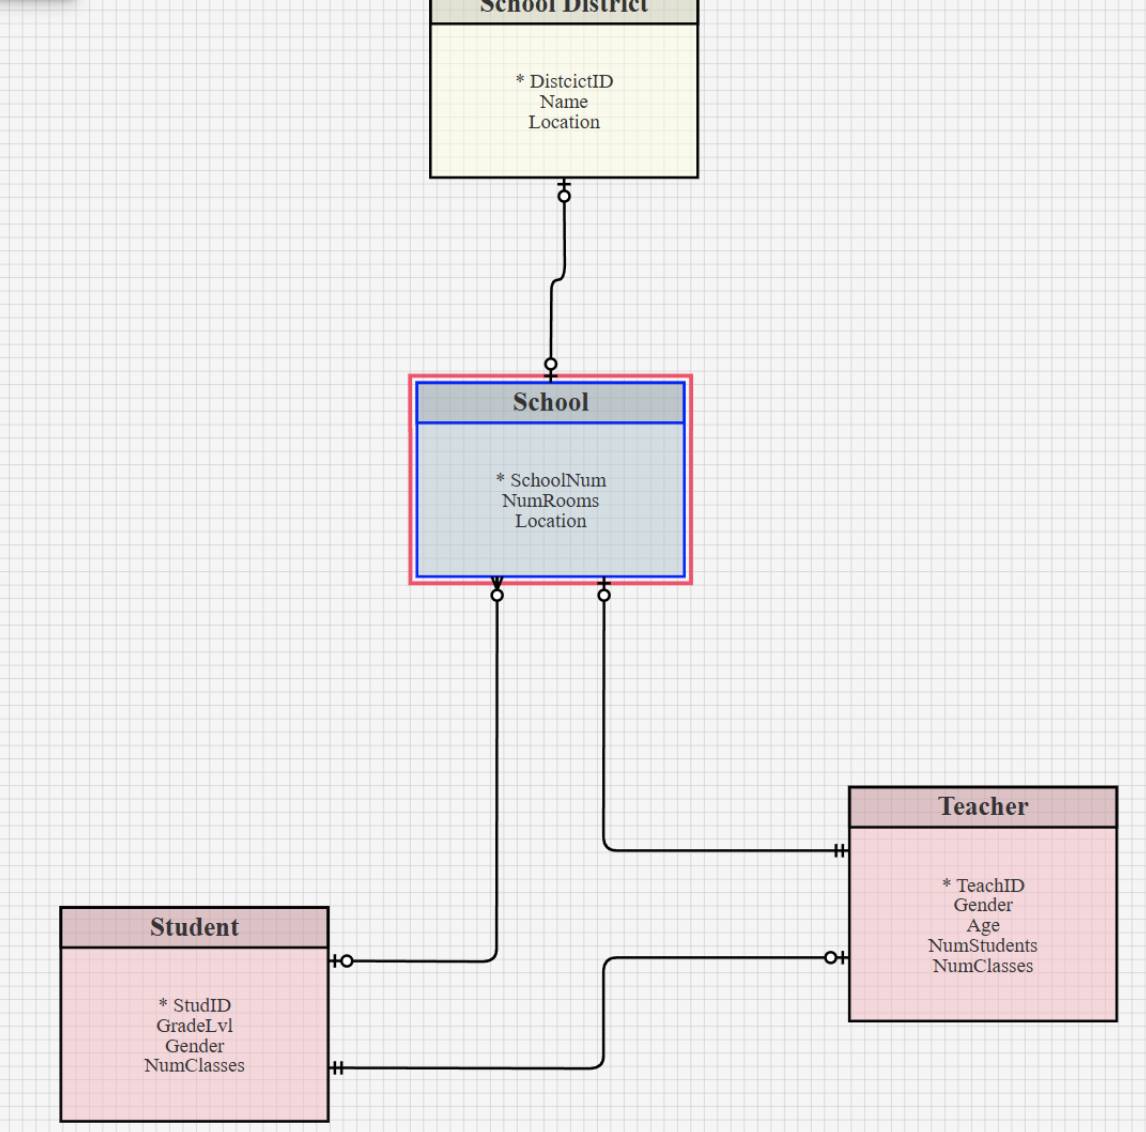 School District
* DistcictID
Name
Location
School
* SchoolNum
NumRooms
Location
Teacher
* TeachID
Gender
Age
NumStudents
NumClasses
Student
* StudID
GradeLvl
Gender
NumClasses